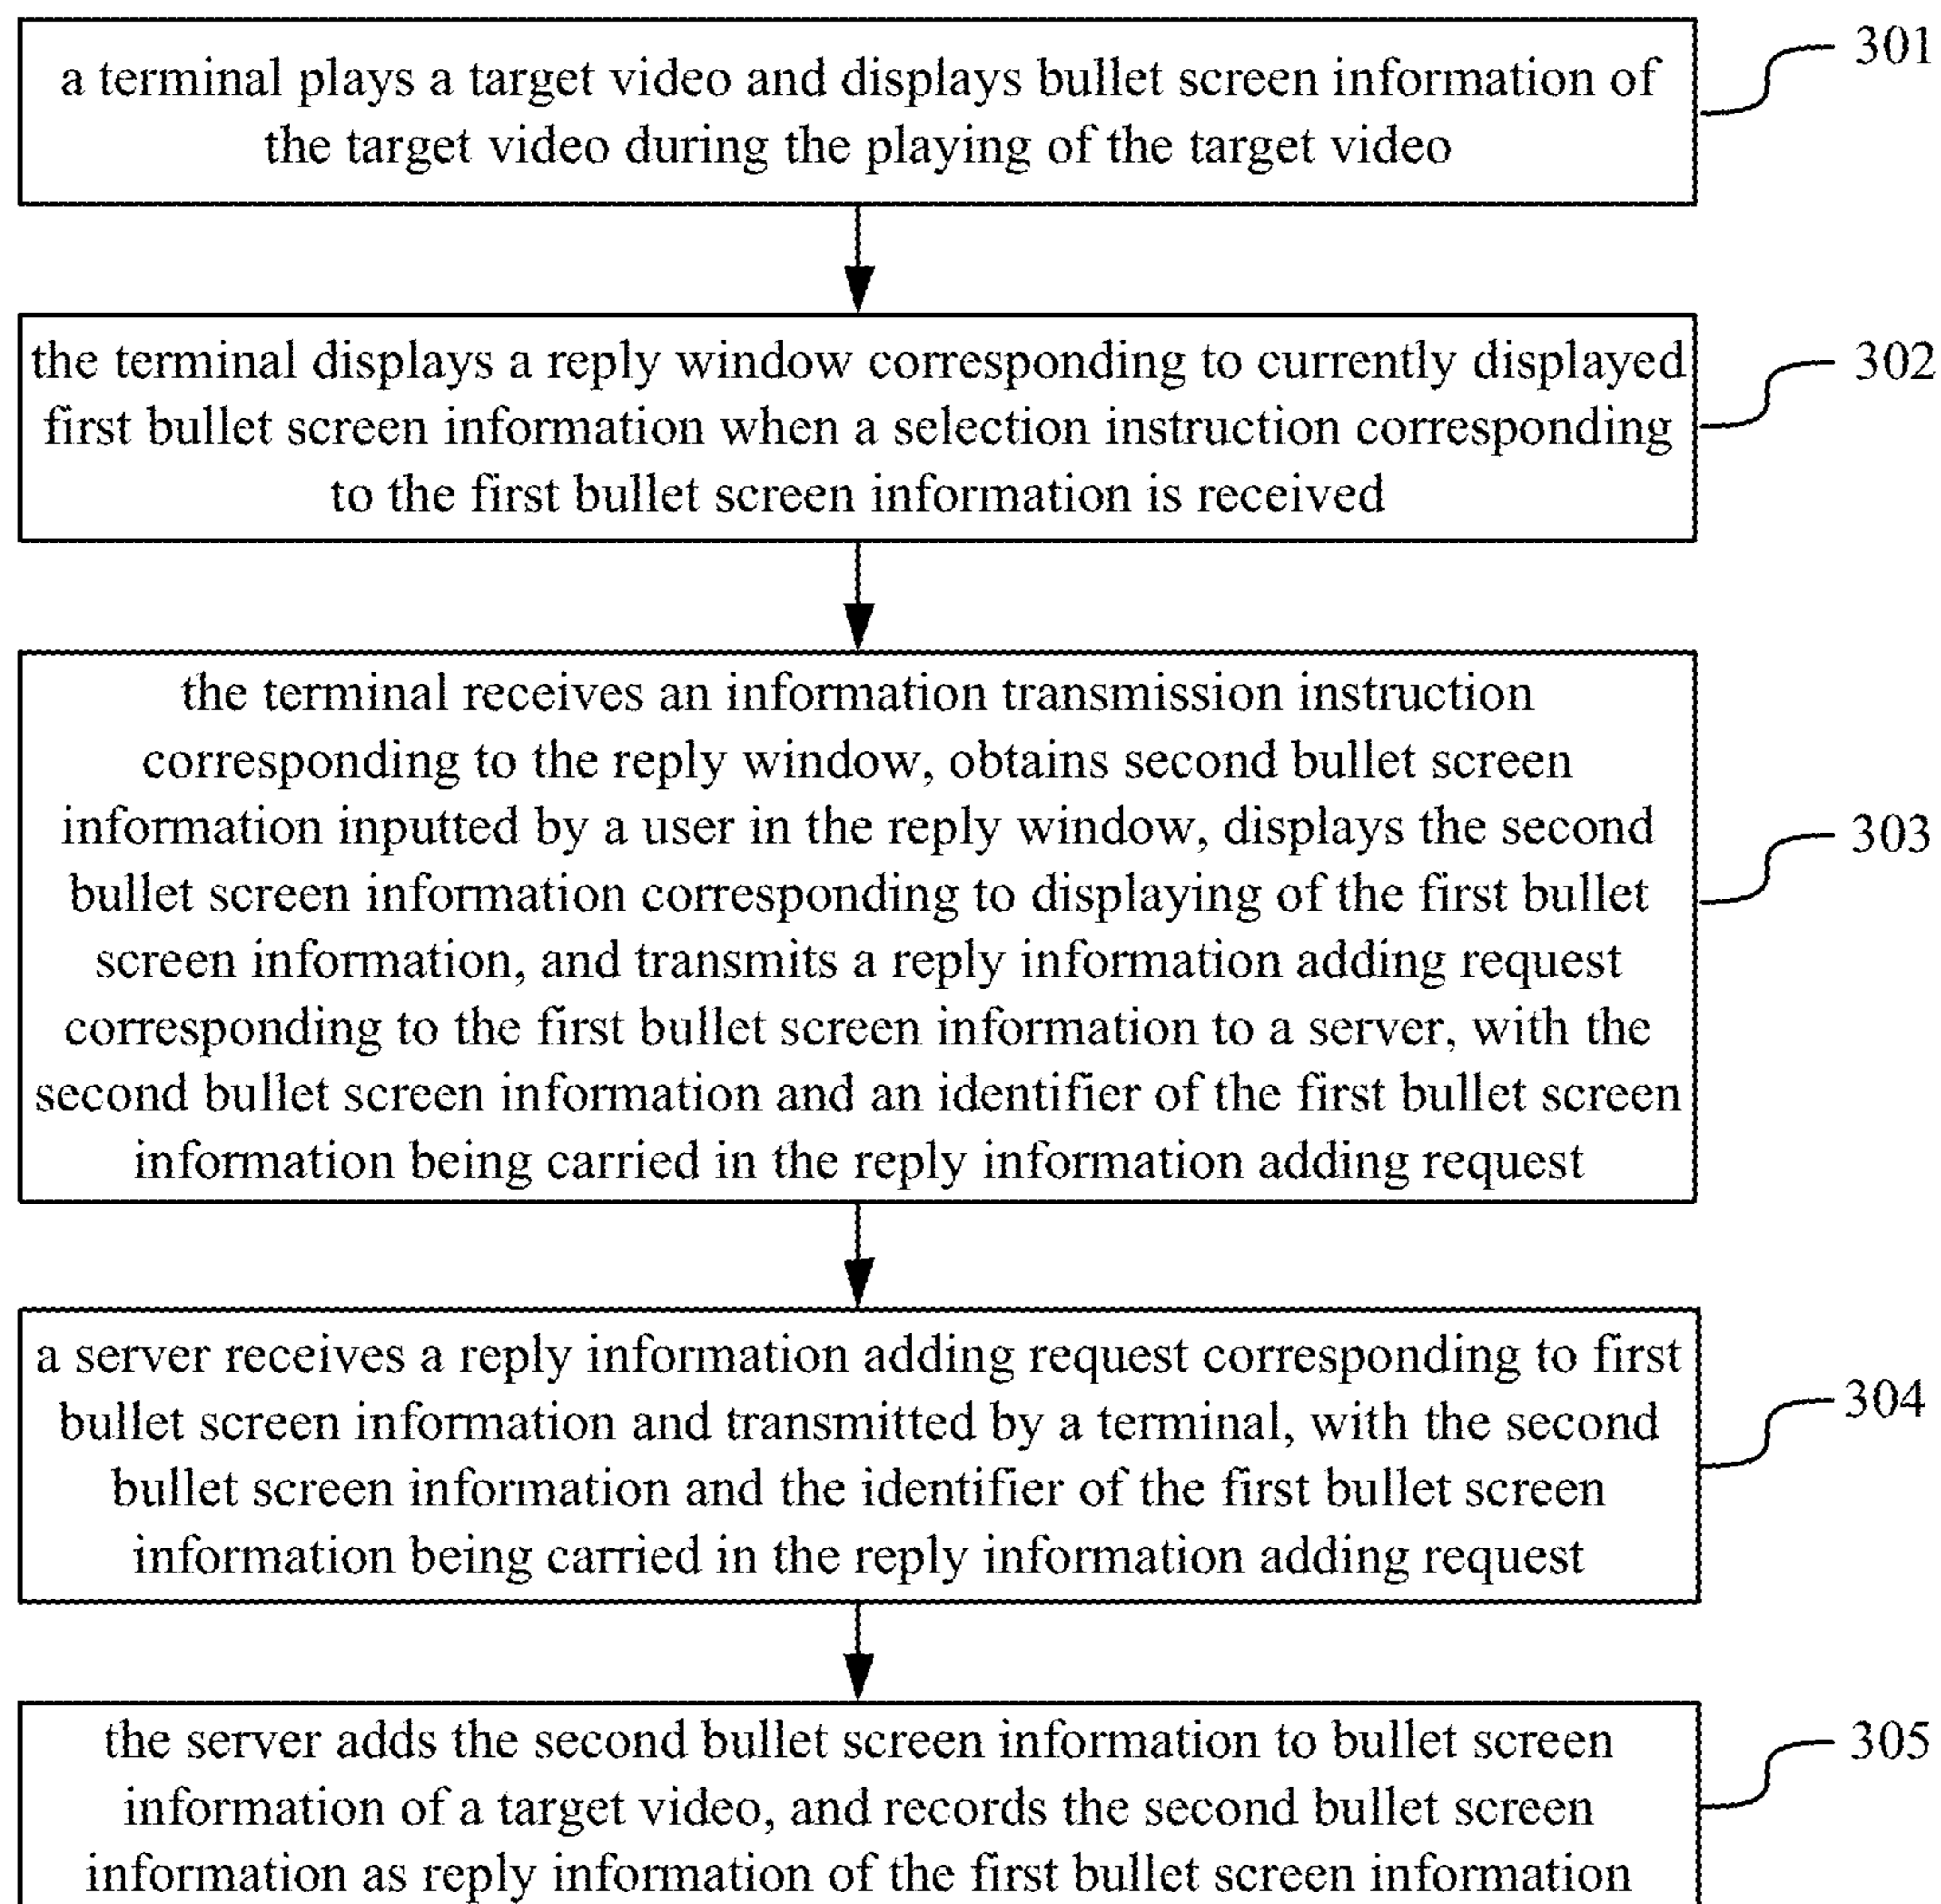 a terminal plays a target video and displays bullet screen information of
the target video during the playing of the target video
301
the terminal displays a reply window corresponding to currently displayed
first bullet screen information when a selection instruction corresponding
to the first bullet screen information is received
302
the terminal receives an information transmission instruction
corresponding to the reply window, obtains second bullet screen
information inputted by a user in the reply window, displays the second
bullet screen information corresponding to displaying of the first bullet
screen information, and transmits a reply information adding request
corresponding to the first bullet screen information to a server, with the
second bullet screen information and an identifier of the first bullet screen
information being carried in the reply information adding request
303
a server receives a reply information adding request corresponding to first
bullet screen information and transmitted by a terminal, with the second
bullet screen information and the identifier of the first bullet screen
information being carried in the reply information adding request
304
the server adds the second bullet screen information to bullet screen
information of a target video, and records the second bullet screen
information as reply information of the first bullet screen information
305